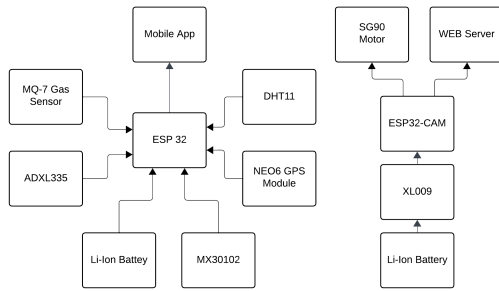 Mobile App
SG90
Motor
WEB Server
MQ-7 Gas
Sensor
DHT11
ESP 32
ESP32-CAM
ADXL335
NEO6 GPS
Module
XL009
Li-Ion Battey
MX30102
Li-Ion Battery